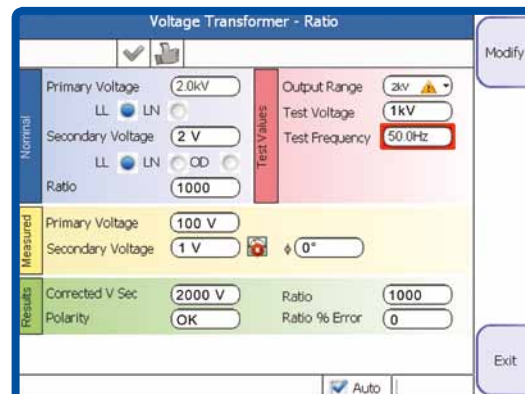 Voltage Transformer - Ratio
Modify
Nominal
Primary Voltage 2.0kV
LL LN
Secondary Voltage 2 V
LL LN OD
Ratio 1000
Test Values
Output Range 2kV
Test Voltage 1kV
Test Frequency 50.0Hz
Measured
Primary Voltage 100 V
Secondary Voltage 1 V ϕ 0°
Results
Corrected V Sec 2000 V Ratio 1000
Polarity OK Ratio % Error 0
Exit
Auto